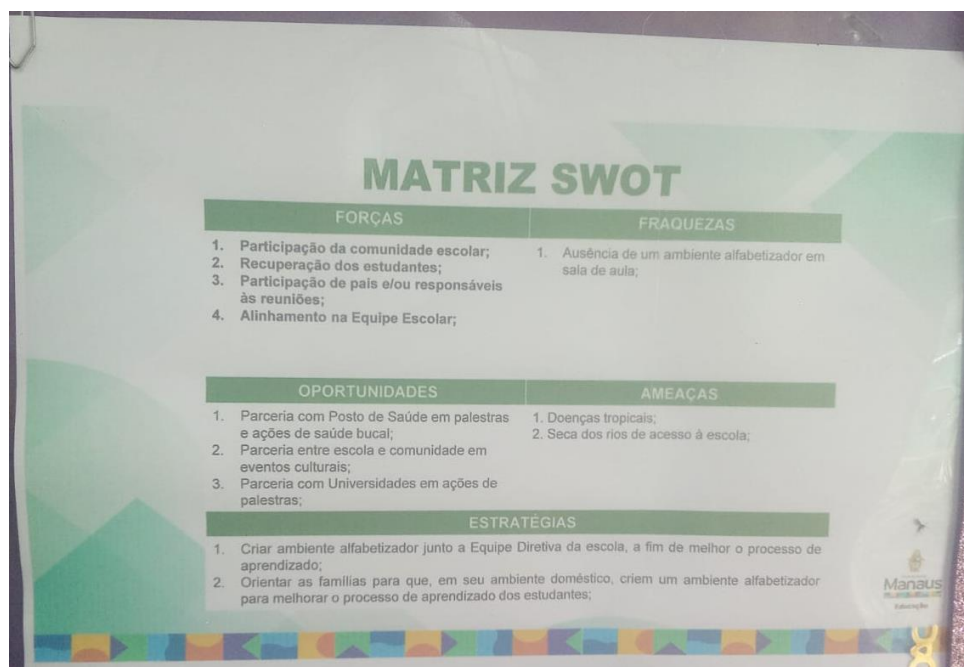 MATRIZ SWOT
FORÇAS
1. Participação da comunidade escolar;
2. Recuperação dos estudantes;
3. Participação de pais e/ou responsáveis
às reuniões;
4. Alinhamento na Equipe Escolar;
FRAQUEZAS
1. Ausência de um ambiente alfabetizador em
sala de aula;
OPORTUNIDADES
1. Parceria com Posto de Saúde em palestras
e ações de saúde bucal;
2. Parceria entre escola e comunidade em
eventos culturais;
3. Parceria com Universidades em ações de
palestras;
AMEAÇAS
1. Doenças tropicais;
2. Seca dos rios de acesso à escola;
ESTRATÉGIAS
1. Criar ambiente alfabetizador junto a Equipe Diretiva da escola, a fim de melhor o processo de
aprendizado;
2. Orientar as famílias para que, em seu ambiente doméstico, criem um ambiente alfabetizador
para melhorar o processo de aprendizado dos estudantes;
Manaus
Educação